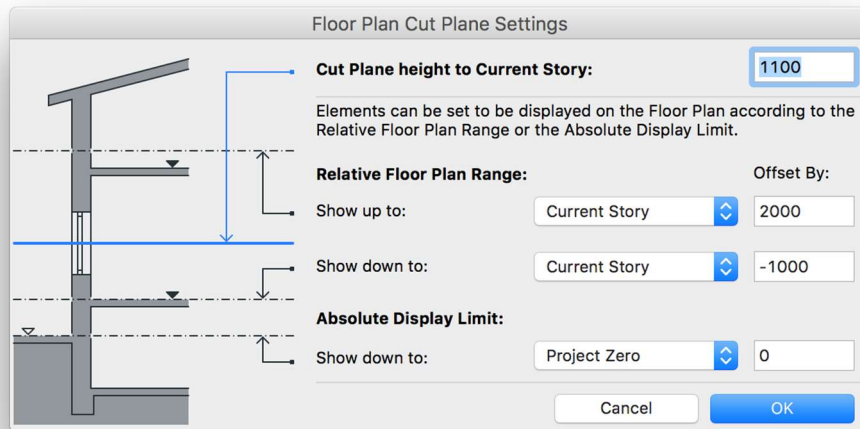 Floor Plan Cut Plane Settings
Cut Plane height to Current Story:
1100
Elements can be set to be displayed on the Floor Plan according to the
Relative Floor Plan Range or the Absolute Display Limit.
Relative Floor Plan Range:
Offset By:
Show up to:
Current Story
2000
Show down to:
Current Story
-1000
Absolute Display Limit:
Show down to:
Project Zero
0
Cancel
OK